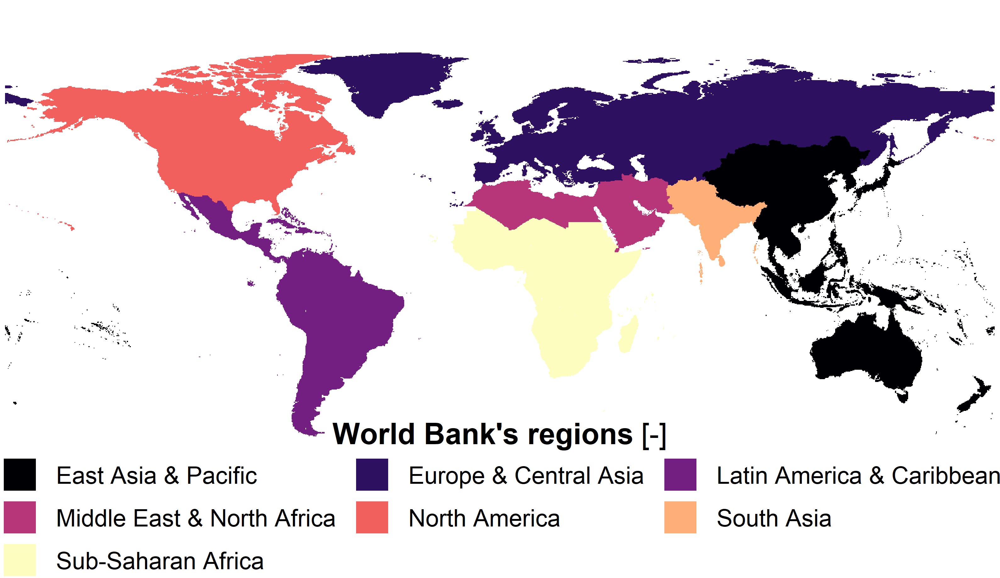 World Bank's regions [-]
East Asia & Pacific
Europe & Central Asia
Latin America & Caribbean
Middle East & North Africa
North America
South Asia
Sub-Saharan Africa